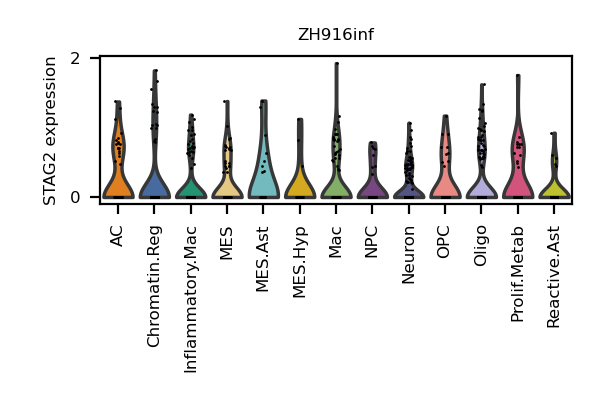 ZH916inf
STAG2 expression
2
0
AC
Chromatin.Reg
Inflammatory.Mac
MES
MES.Ast
MES.Hyp
Mac
NPC
Neuron
OPC
Oligo
Prolif.Metab
Reactive.Ast